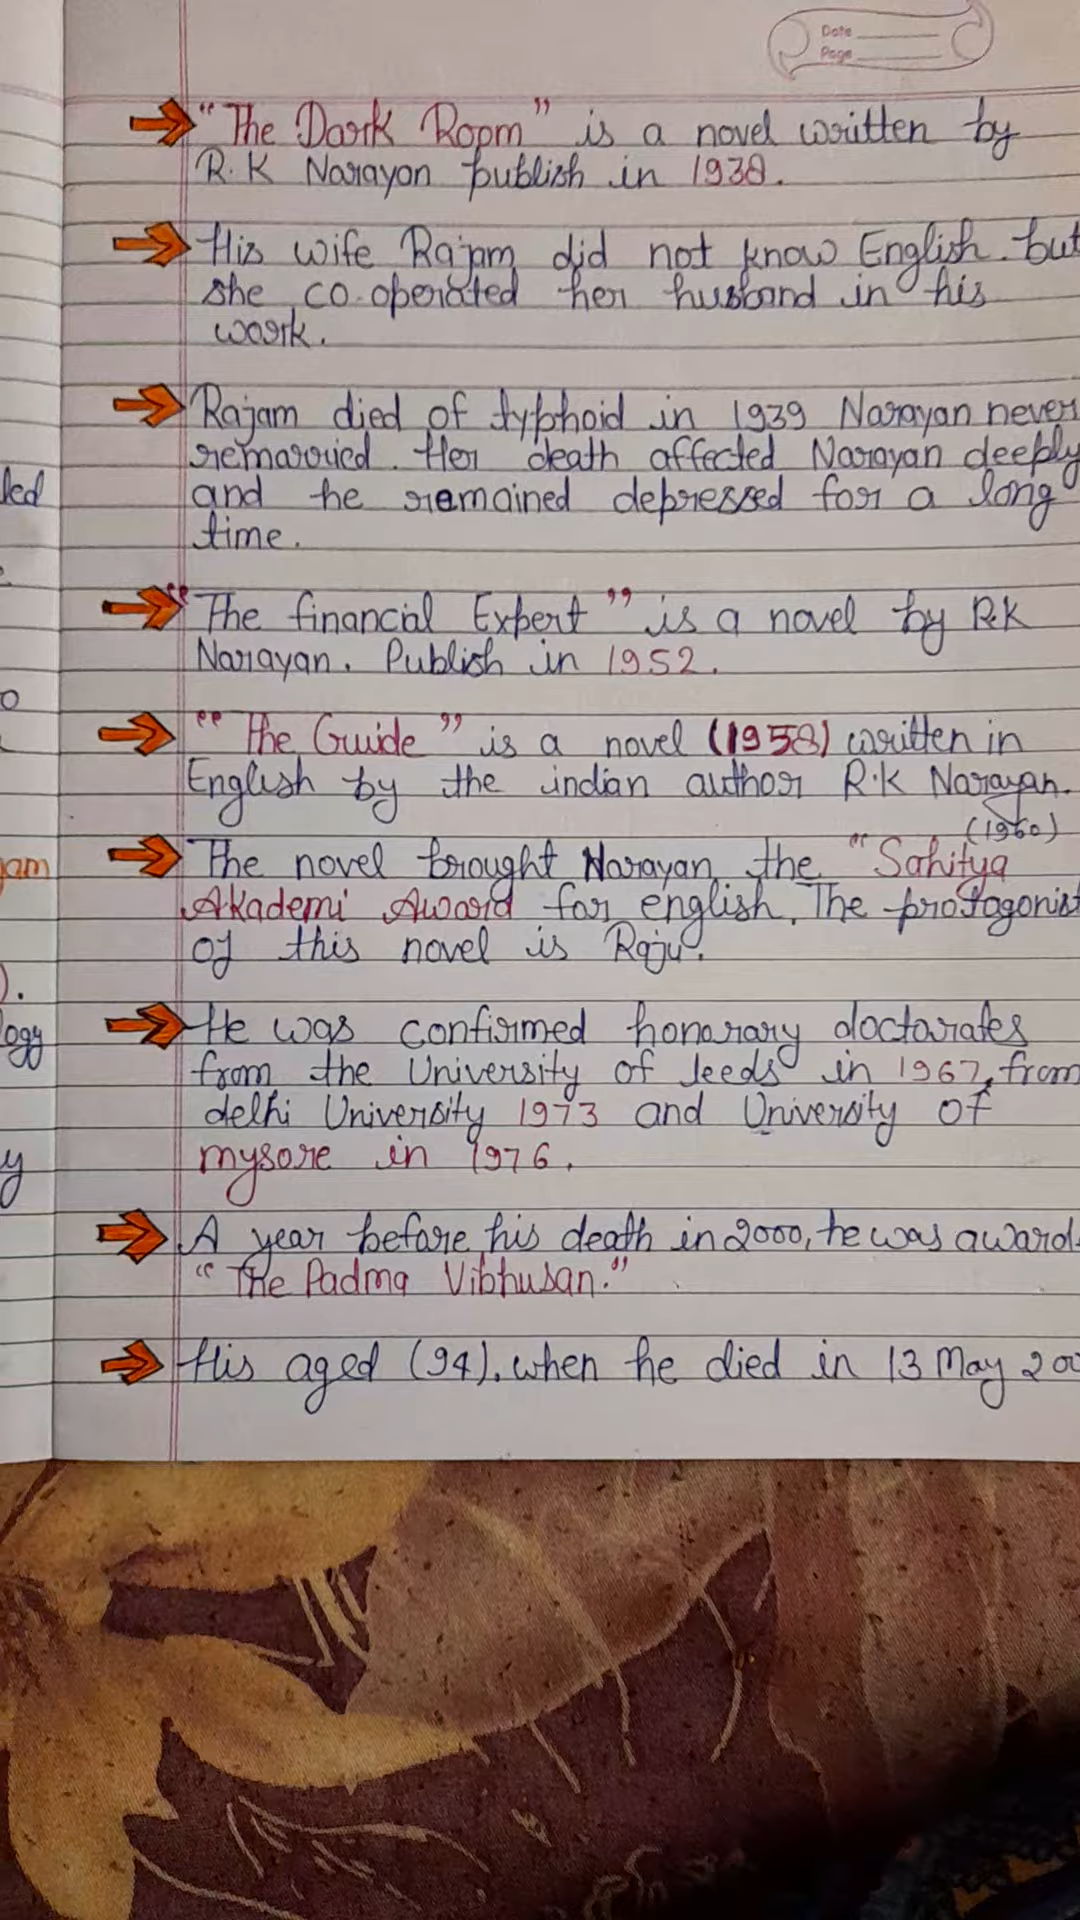 Date
Page
"The Dark Room" is a novel written by
R.K Narayan publish in 1938.
His wife Rajam did not know English. but
she co.operated her husband in his
work.
Rajam died of typhoid in 1939 Narayan never
remarried. Her death affected Narayan deeply
led and he remained depressed for a long
time.
"The financial Expert" is a novel by R.K
Narayan. Publish in 1952.
"The Guide" is a novel (1958) written in
English by the indian author R.K Narayan.
(1960)
jam The novel brought Narayan the "Sahitya
Akademi Award for english. The protagonist
of this novel is Raju.
logy He was confirmed honorary doctorates
from the University of leeds in 1967, from
delhi University 1973 and University of
y mysore in 1976.
A year before his death in 2000, he was award.
"The Padma Vibhusan."
His aged (94). when he died in 13 May 200